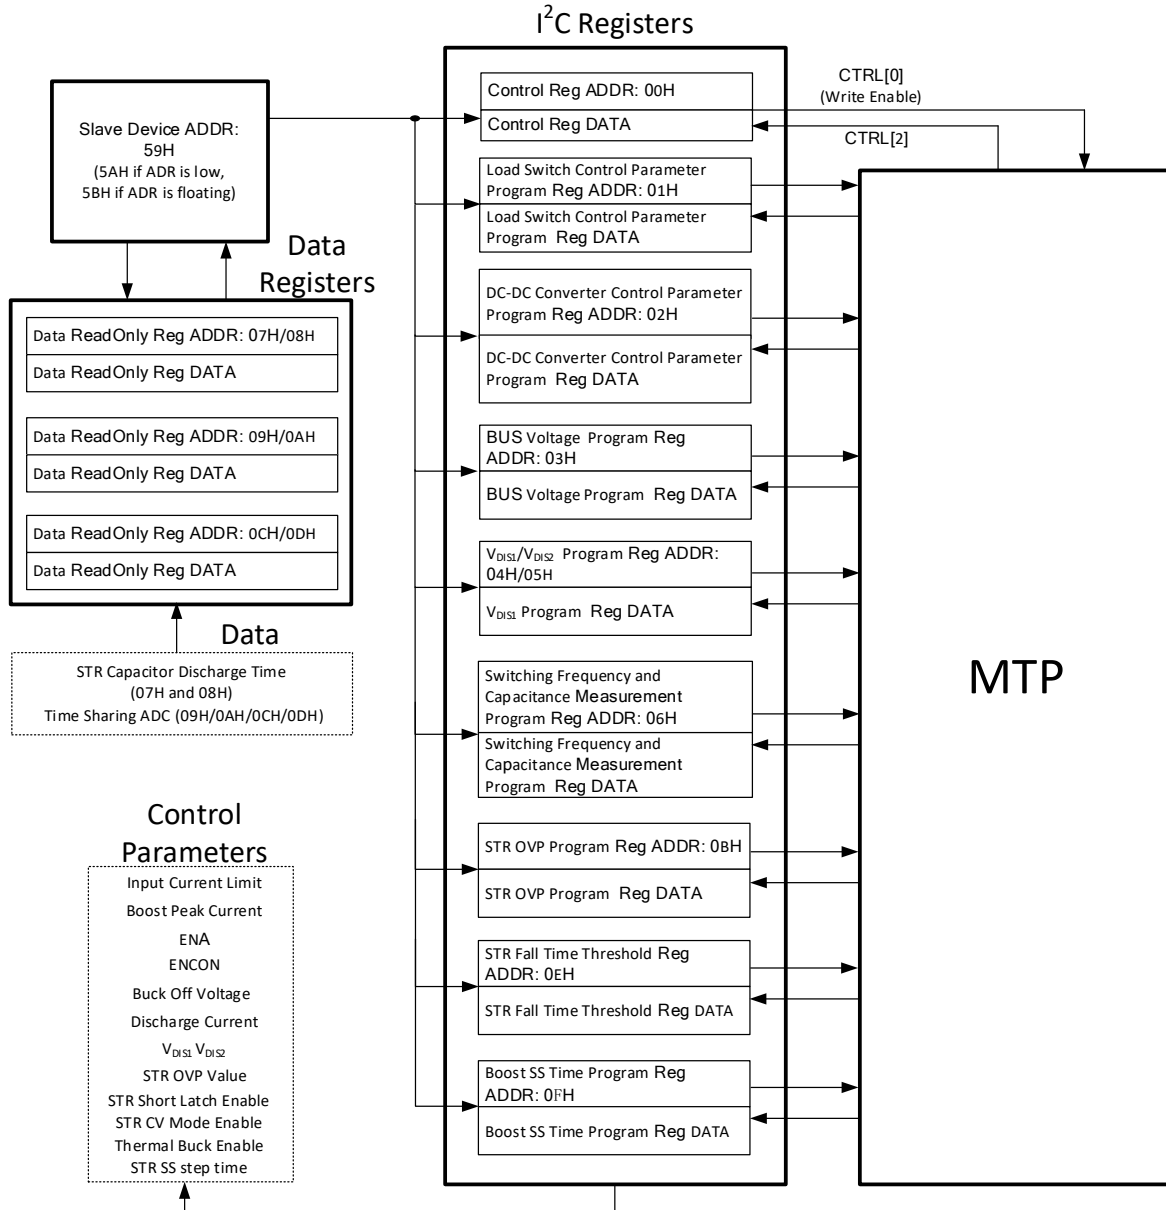 I²C Registers
Slave Device ADDR:
59H
(5AH if ADR is low,
5BH if ADR is floating)
Data
Registers
Data ReadOnly Reg ADDR: 07H/08H
Data ReadOnly Reg DATA
Data ReadOnly Reg ADDR: 09H/0AH
Data ReadOnly Reg DATA
Data ReadOnly Reg ADDR: 0CH/0DH
Data ReadOnly Reg DATA
Data
STR Capacitor Discharge Time
(07H and 08H)
Time Sharing ADC (09H/0AH/0CH/0DH)
Control
Parameters
Input Current Limit
Boost Peak Current
ENA
ENCON
Buck Off Voltage
Discharge Current
VDIS1 VDIS2
STR OVP Value
STR Short Latch Enable
STR CV Mode Enable
Thermal Buck Enable
STR SS step time
Control Reg ADDR: 00H
Control Reg DATA
Load Switch Control Parameter
Program Reg ADDR: 01H
Load Switch Control Parameter
Program Reg DATA
DC-DC Converter Control Parameter
Program Reg ADDR: 02H
DC-DC Converter Control Parameter
Program Reg DATA
BUS Voltage Program Reg
ADDR: 03H
BUS Voltage Program Reg DATA
VDIS1/VDIS2 Program Reg ADDR:
04H/05H
VDIS1 Program Reg DATA
Switching Frequency and
Capacitance Measurement
Program Reg ADDR: 06H
Switching Frequency and
Capacitance Measurement
Program Reg DATA
STR OVP Program Reg ADDR: 0BH
STR OVP Program Reg DATA
STR Fall Time Threshold Reg
ADDR: 0EH
STR Fall Time Threshold Reg DATA
Boost SS Time Program Reg
ADDR: 0FH
Boost SS Time Program Reg DATA
CTRL[0]
(Write Enable)
CTRL[2]
MTP